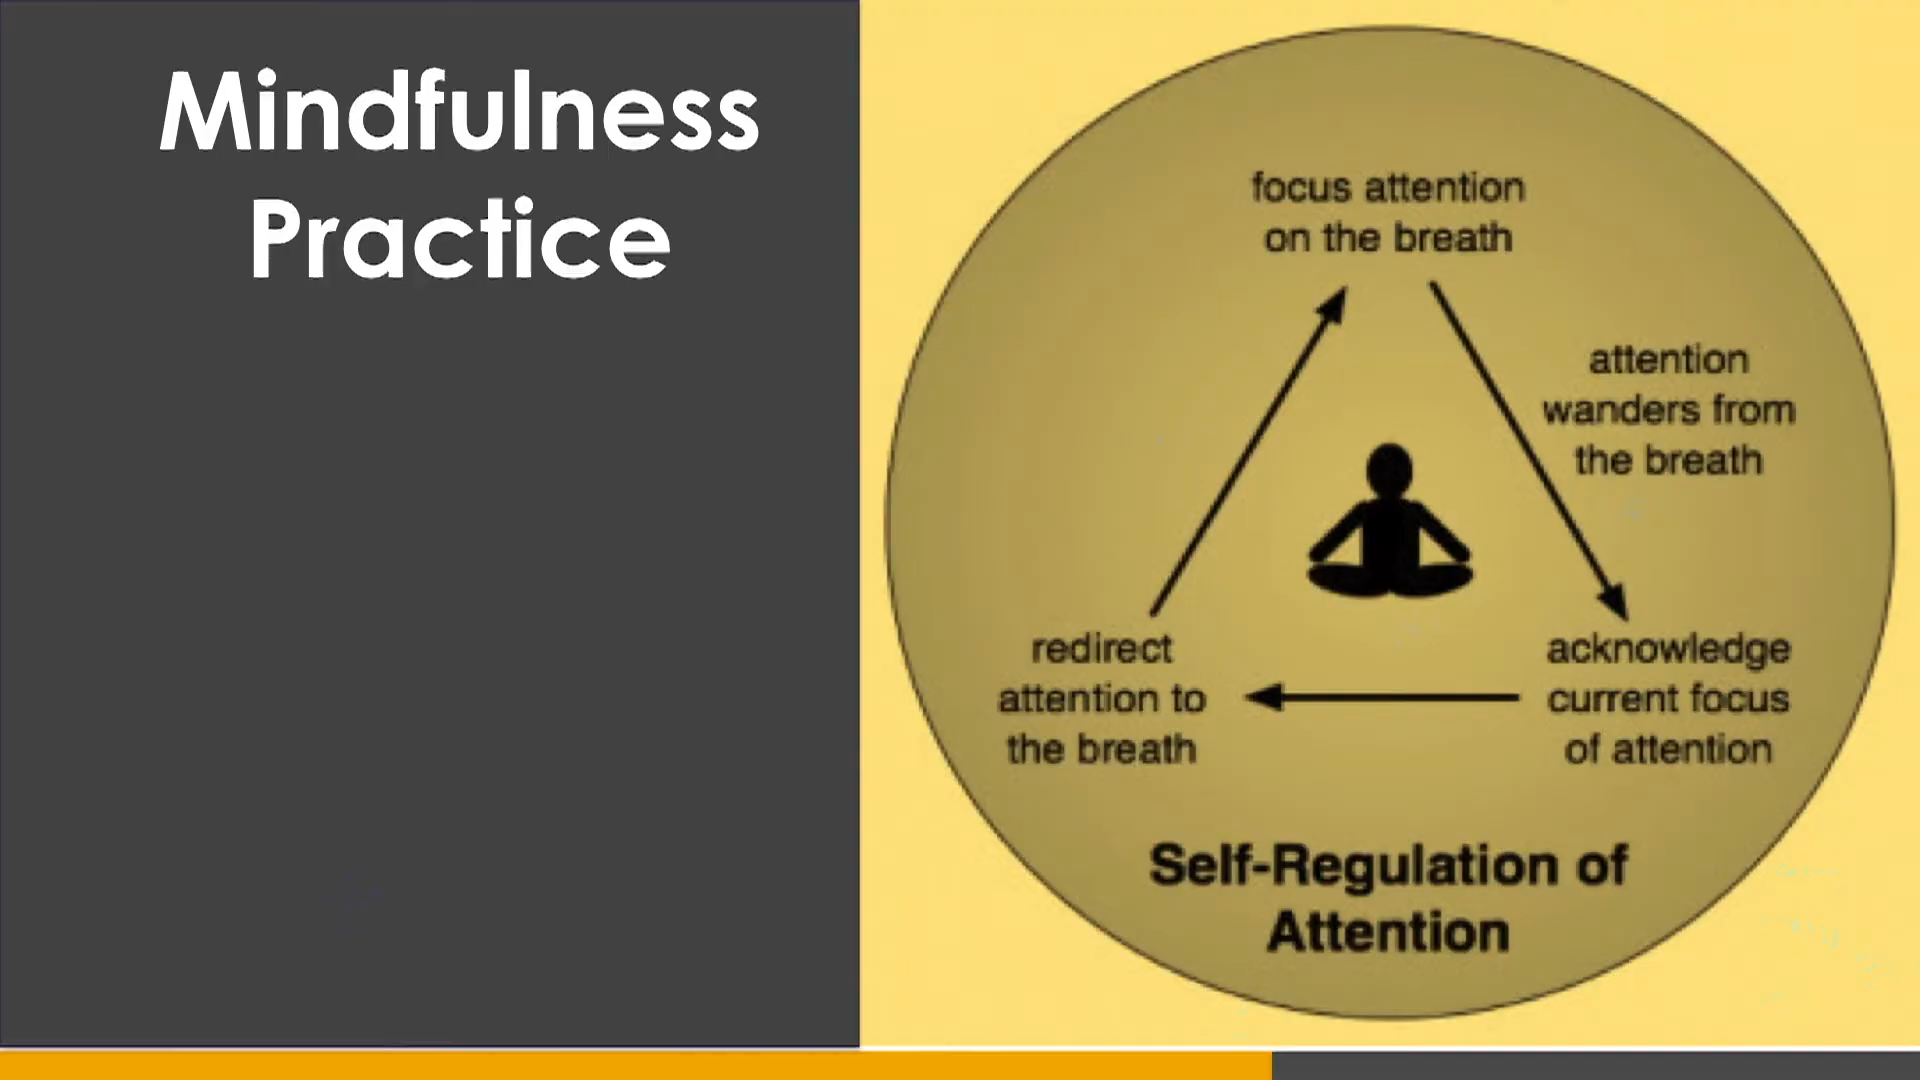 Mindfulness
Practice
focus attention
on the breath
attention
wanders from
the breath
acknowledge
current focus
of attention
redirect
attention to
the breath
Self-Regulation of
Attention